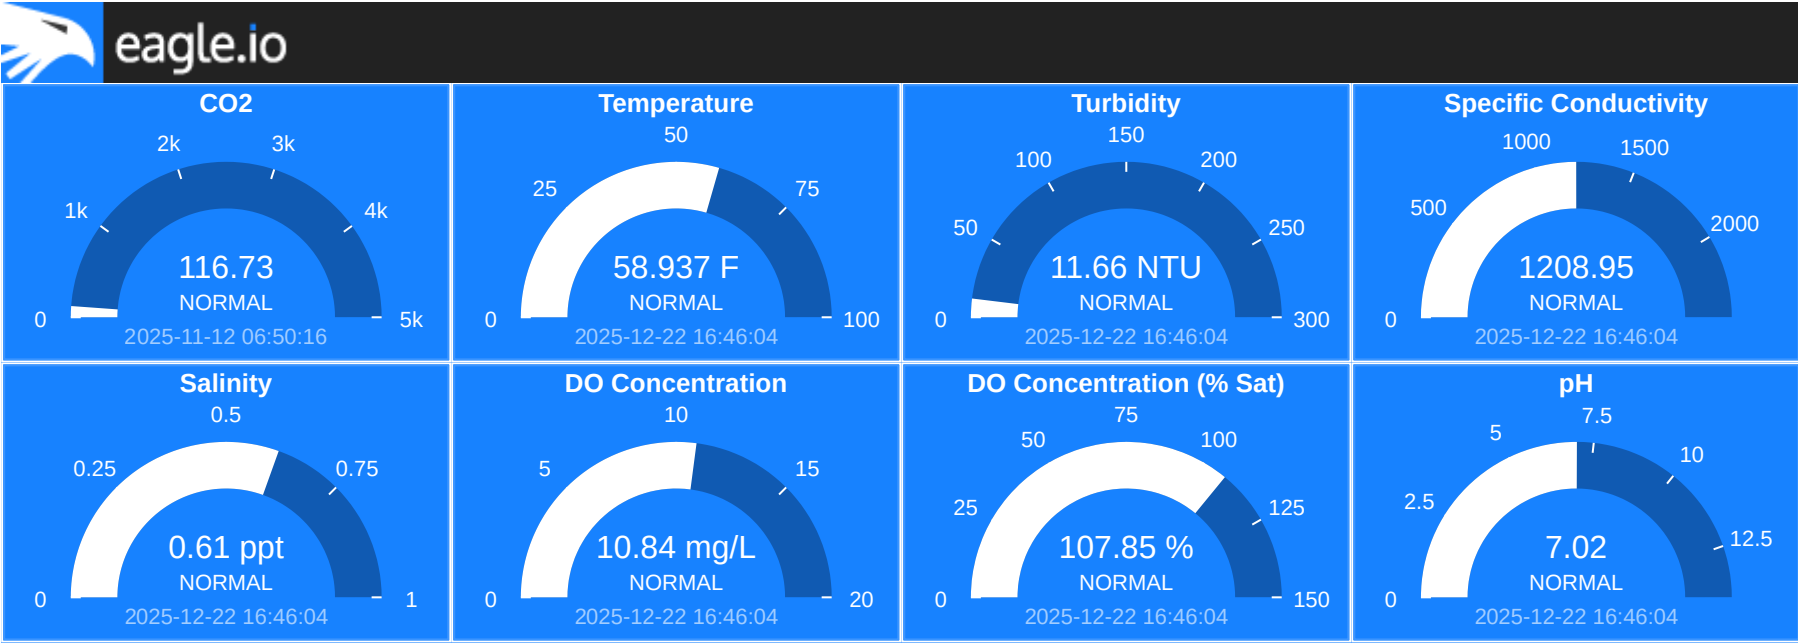 eagle.io
CO2
2k 3k
1k 4k
116.73
NORMAL
0 5k
2025-11-12 06:50:16
Temperature
50
25 75
58.937 F
NORMAL
0 100
2025-12-22 16:46:04
Turbidity
150
100 200
50 250
11.66 NTU
NORMAL
0 300
2025-12-22 16:46:04
Specific Conductivity
1000 1500
500 2000
1208.95
NORMAL
0
2025-12-22 16:46:04
Salinity
0.5
0.25 0.75
0.61 ppt
NORMAL
0 1
2025-12-22 16:46:04
DO Concentration
10
5 15
10.84 mg/L
NORMAL
0 20
2025-12-22 16:46:04
DO Concentration (% Sat)
75
50 100
25 125
107.85 %
NORMAL
0 150
2025-12-22 16:46:04
pH
7.5
5 10
2.5 12.5
7.02
NORMAL
0
2025-12-22 16:46:04